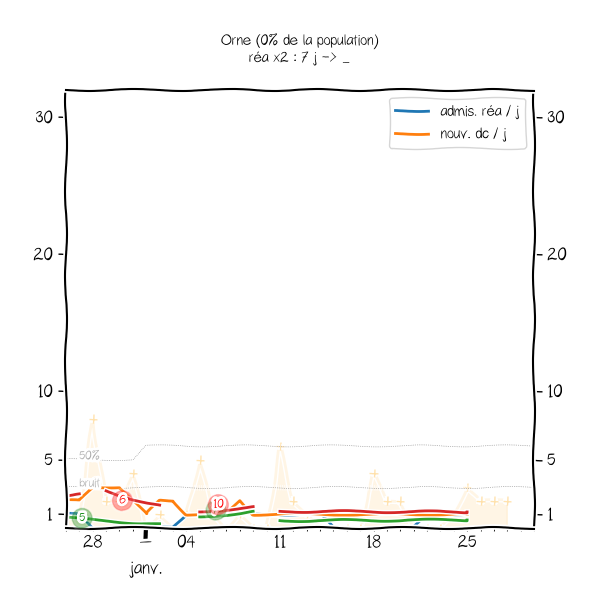 Orne (0% de la population)
réa x2 : 7 j -> _
admis. réa / j
nouv. dc / j
30 30
20 20
10 10
5 5
1 1
50%
bruit
5
6
10
28 1 04 11 18 25
janv.